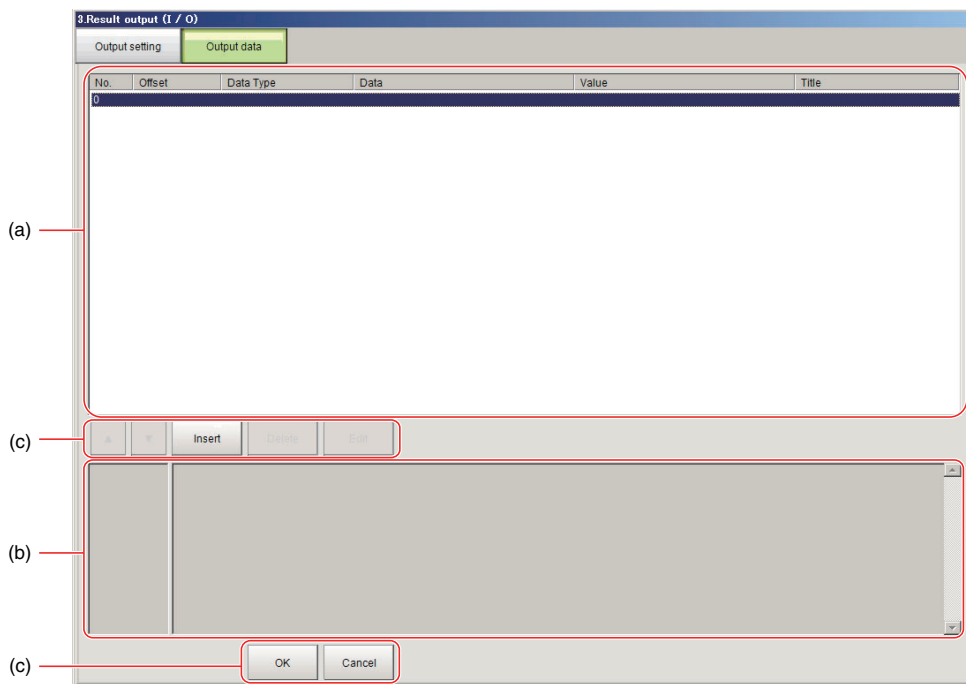 3.Result output (I / O)
Output setting Output data
No. Offset Data Type Data Value Title
0
(a)
(c)
▲ ▼ Insert Delete Edit
(b)
(c)
OK Cancel